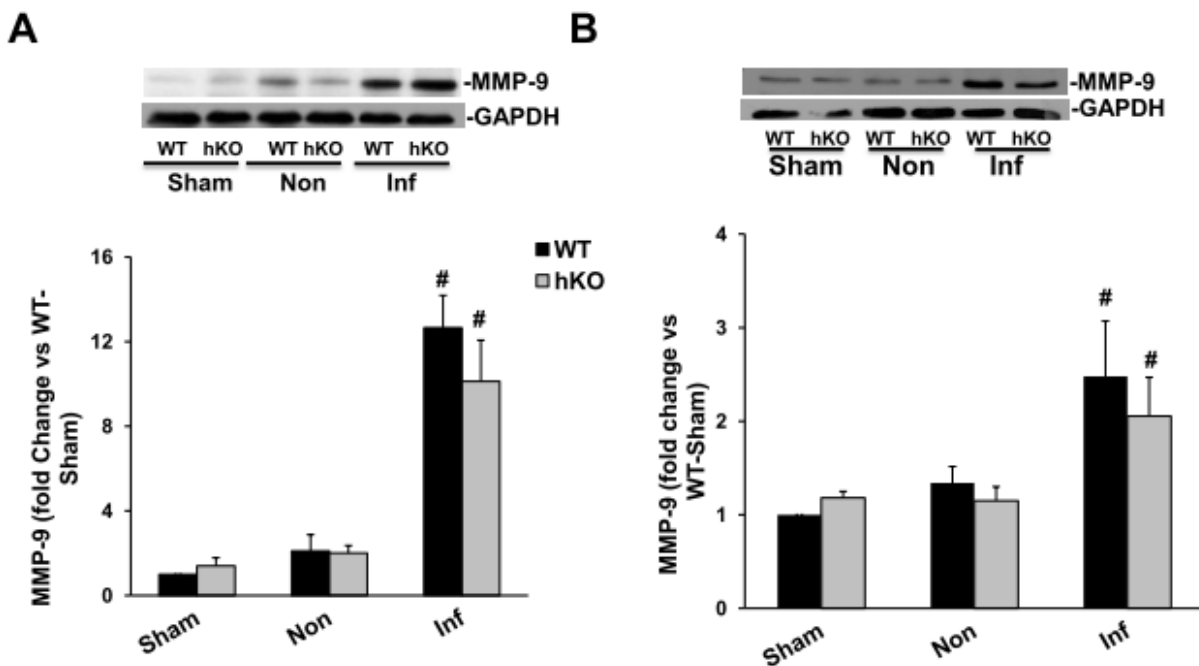 A
-MMP-9
-GAPDH
WT hKO WT hKO WT hKO
Sham Non Inf
MMP-9 (fold Change vs WT-
Sham)
16
12
8
4
0
# #
WT
hKO
Sham Non Inf
B
-MMP-9
-GAPDH
WT hKO WT hKO WT hKO
Sham Non Inf
MMP-9 (fold change vs
WT-Sham)
4
3
2
1
0
# #
Sham Non Inf